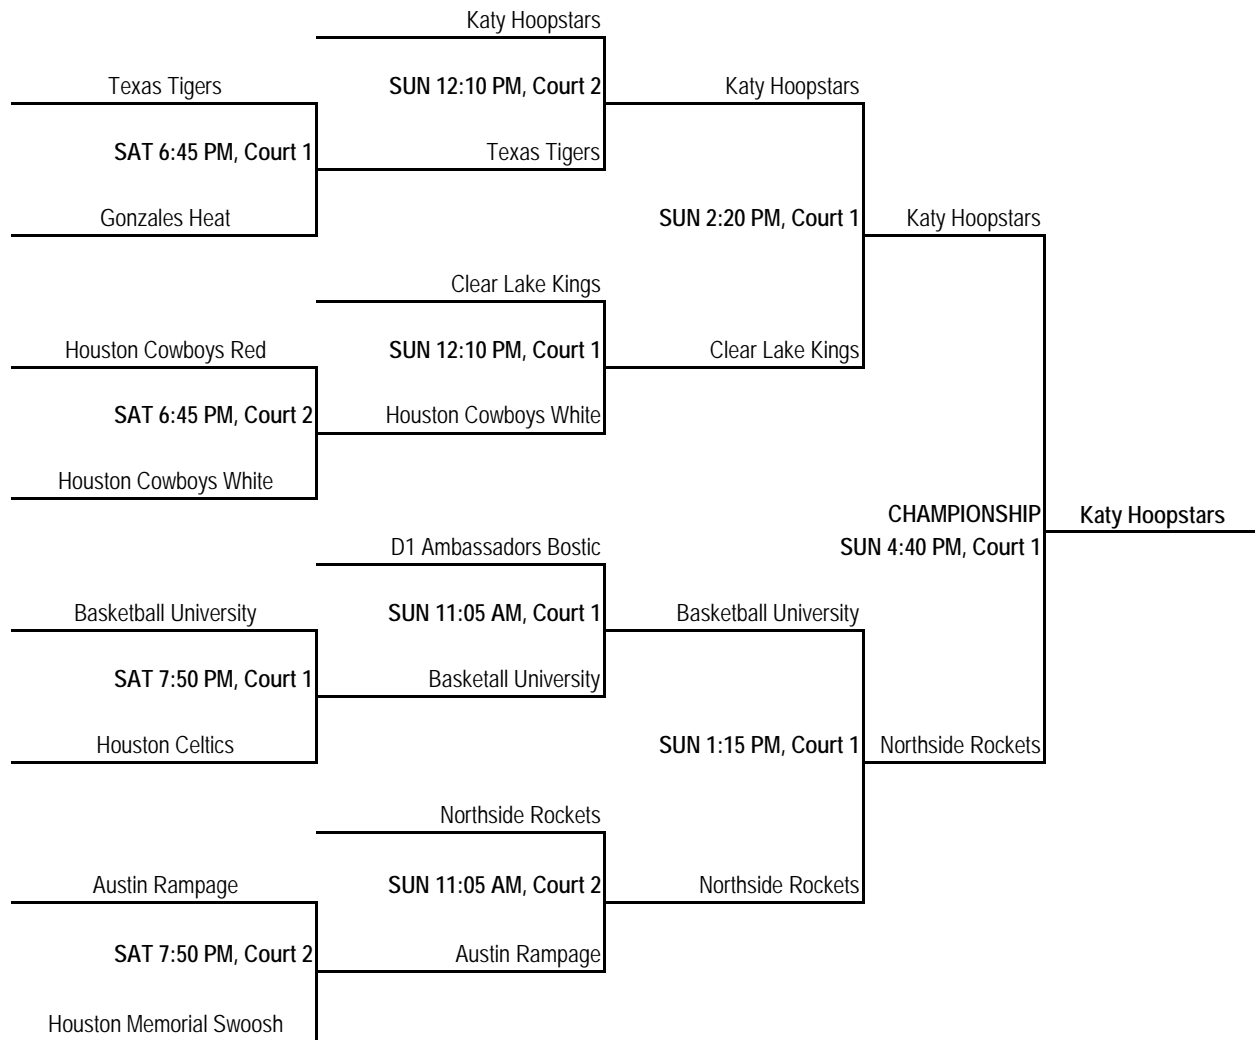 Katy Hoopstars
Texas Tigers
SUN 12:10 PM, Court 2
Katy Hoopstars
SAT 6:45 PM, Court 1
Texas Tigers
Gonzales Heat
SUN 2:20 PM, Court 1
Katy Hoopstars
Clear Lake Kings
Houston Cowboys Red
SUN 12:10 PM, Court 1
Clear Lake Kings
SAT 6:45 PM, Court 2
Houston Cowboys White
Houston Cowboys White
CHAMPIONSHIP
Katy Hoopstars
D1 Ambassadors Bostic
SUN 4:40 PM, Court 1
Basketball University
SUN 11:05 AM, Court 1
Basketball University
SAT 7:50 PM, Court 1
Basketall University
Houston Celtics
SUN 1:15 PM, Court 1
Northside Rockets
Northside Rockets
Austin Rampage
SUN 11:05 AM, Court 2
Northside Rockets
SAT 7:50 PM, Court 2
Austin Rampage
Houston Memorial Swoosh